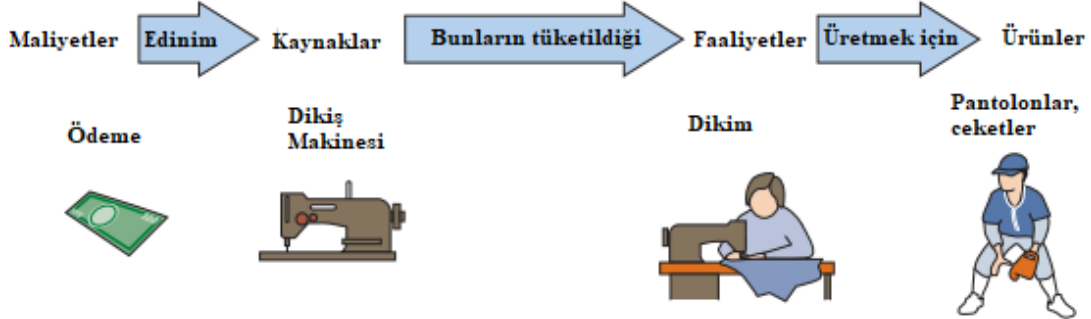 Maliyetler Edinim Kaynaklar Bunların tüketildiği Faaliyetler Üretmek için Ürünler
Ödeme
Dikiş
Makinesi
Dikim
Pantolonlar,
ceketler